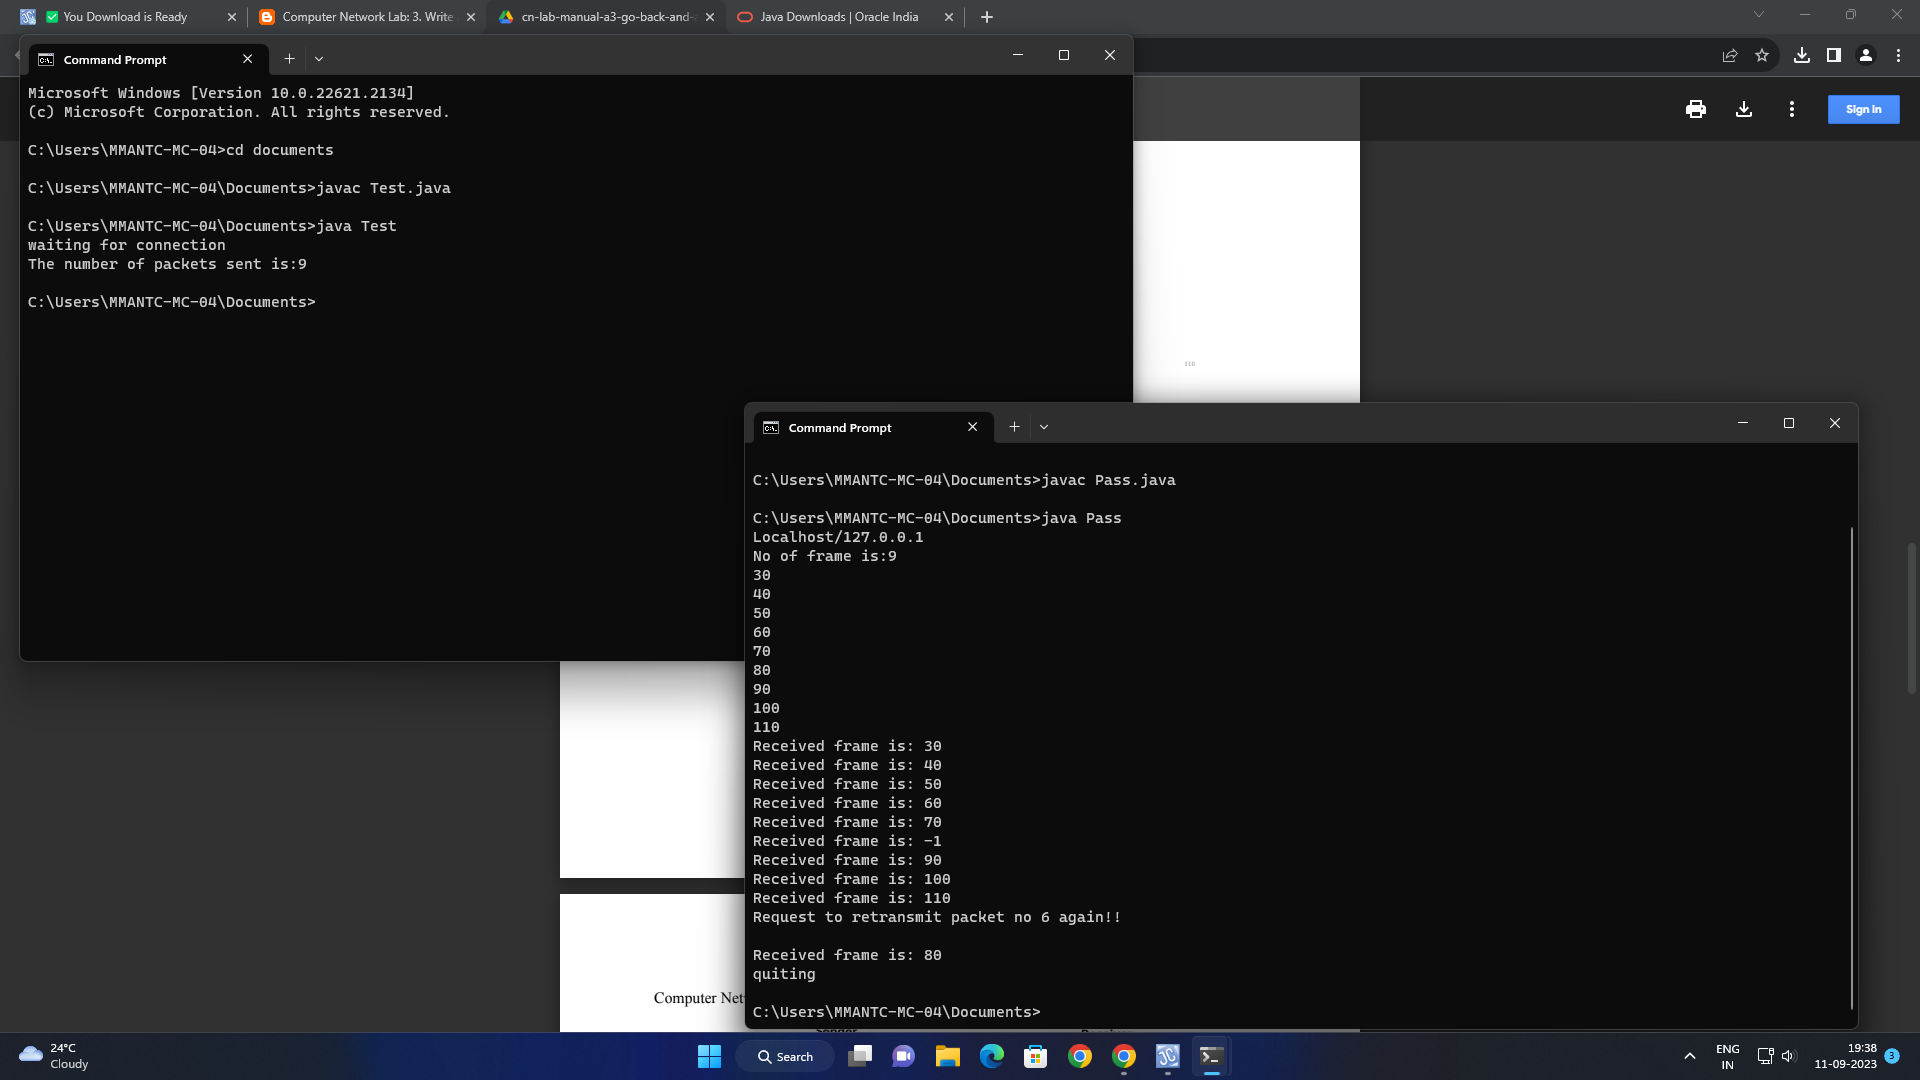 You Download is Ready
Computer Network Lab: 3. Write
cn-lab-manual-a3-go-back-and-
Java Downloads | Oracle India
Command Prompt
Sign in
Microsoft Windows [Version 10.0.22621.2134]
(c) Microsoft Corporation. All rights reserved.
C:\Users\MMANTC-MC-04>cd documents
C:\Users\MMANTC-MC-04\Documents>javac Test.java
C:\Users\MMANTC-MC-04\Documents>java Test
waiting for connection
The number of packets sent is:9
C:\Users\MMANTC-MC-04\Documents>
110
Command Prompt
C:\Users\MMANTC-MC-04\Documents>javac Pass.java
C:\Users\MMANTC-MC-04\Documents>java Pass
Localhost/127.0.0.1
No of frame is:9
30
40
50
60
70
80
90
100
110
Received frame is: 30
Received frame is: 40
Received frame is: 50
Received frame is: 60
Received frame is: 70
Received frame is: -1
Received frame is: 90
Received frame is: 100
Received frame is: 110
Request to retransmit packet no 6 again!!
Received frame is: 80
quiting
C:\Users\MMANTC-MC-04\Documents>
Computer Net
24°C
Cloudy
Search
JC
ENG
IN
19:38
11-09-2023
3